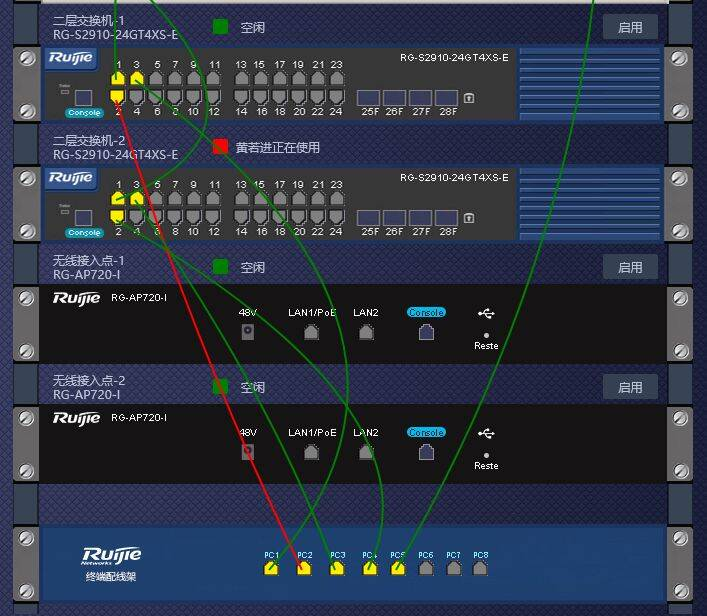 二层交换机-1
RG-S2910-24GT4XS-E
空闲
启用
Ruijie
RG-S2910-24GT4XS-E
1 3 5 7 9 11 13 15 17 19 21 23
Console
2 4 6 8 10 12 14 16 18 20 22 24 25F 26F 27F 28F
二层交换机-2
RG-S2910-24GT4XS-E
黄若进正在使用
Ruijie
RG-S2910-24GT4XS-E
1 3 5 7 9 11 13 15 17 19 21 23
Console
2 4 6 8 10 12 14 16 18 20 22 24 25F 26F 27F 28F
无线接入点-1
RG-AP720-I
空闲
启用
Ruijie RG-AP720-I
48V LAN1/PoE LAN2 Console
Reste
无线接入点-2
RG-AP720-I
空闲
启用
Ruijie RG-AP720-I
48V LAN1/PoE LAN2 Console
Reste
Ruijie
Networks
终端配线架
PC1 PC2 PC3 PC4 PC5 PC6 PC7 PC8